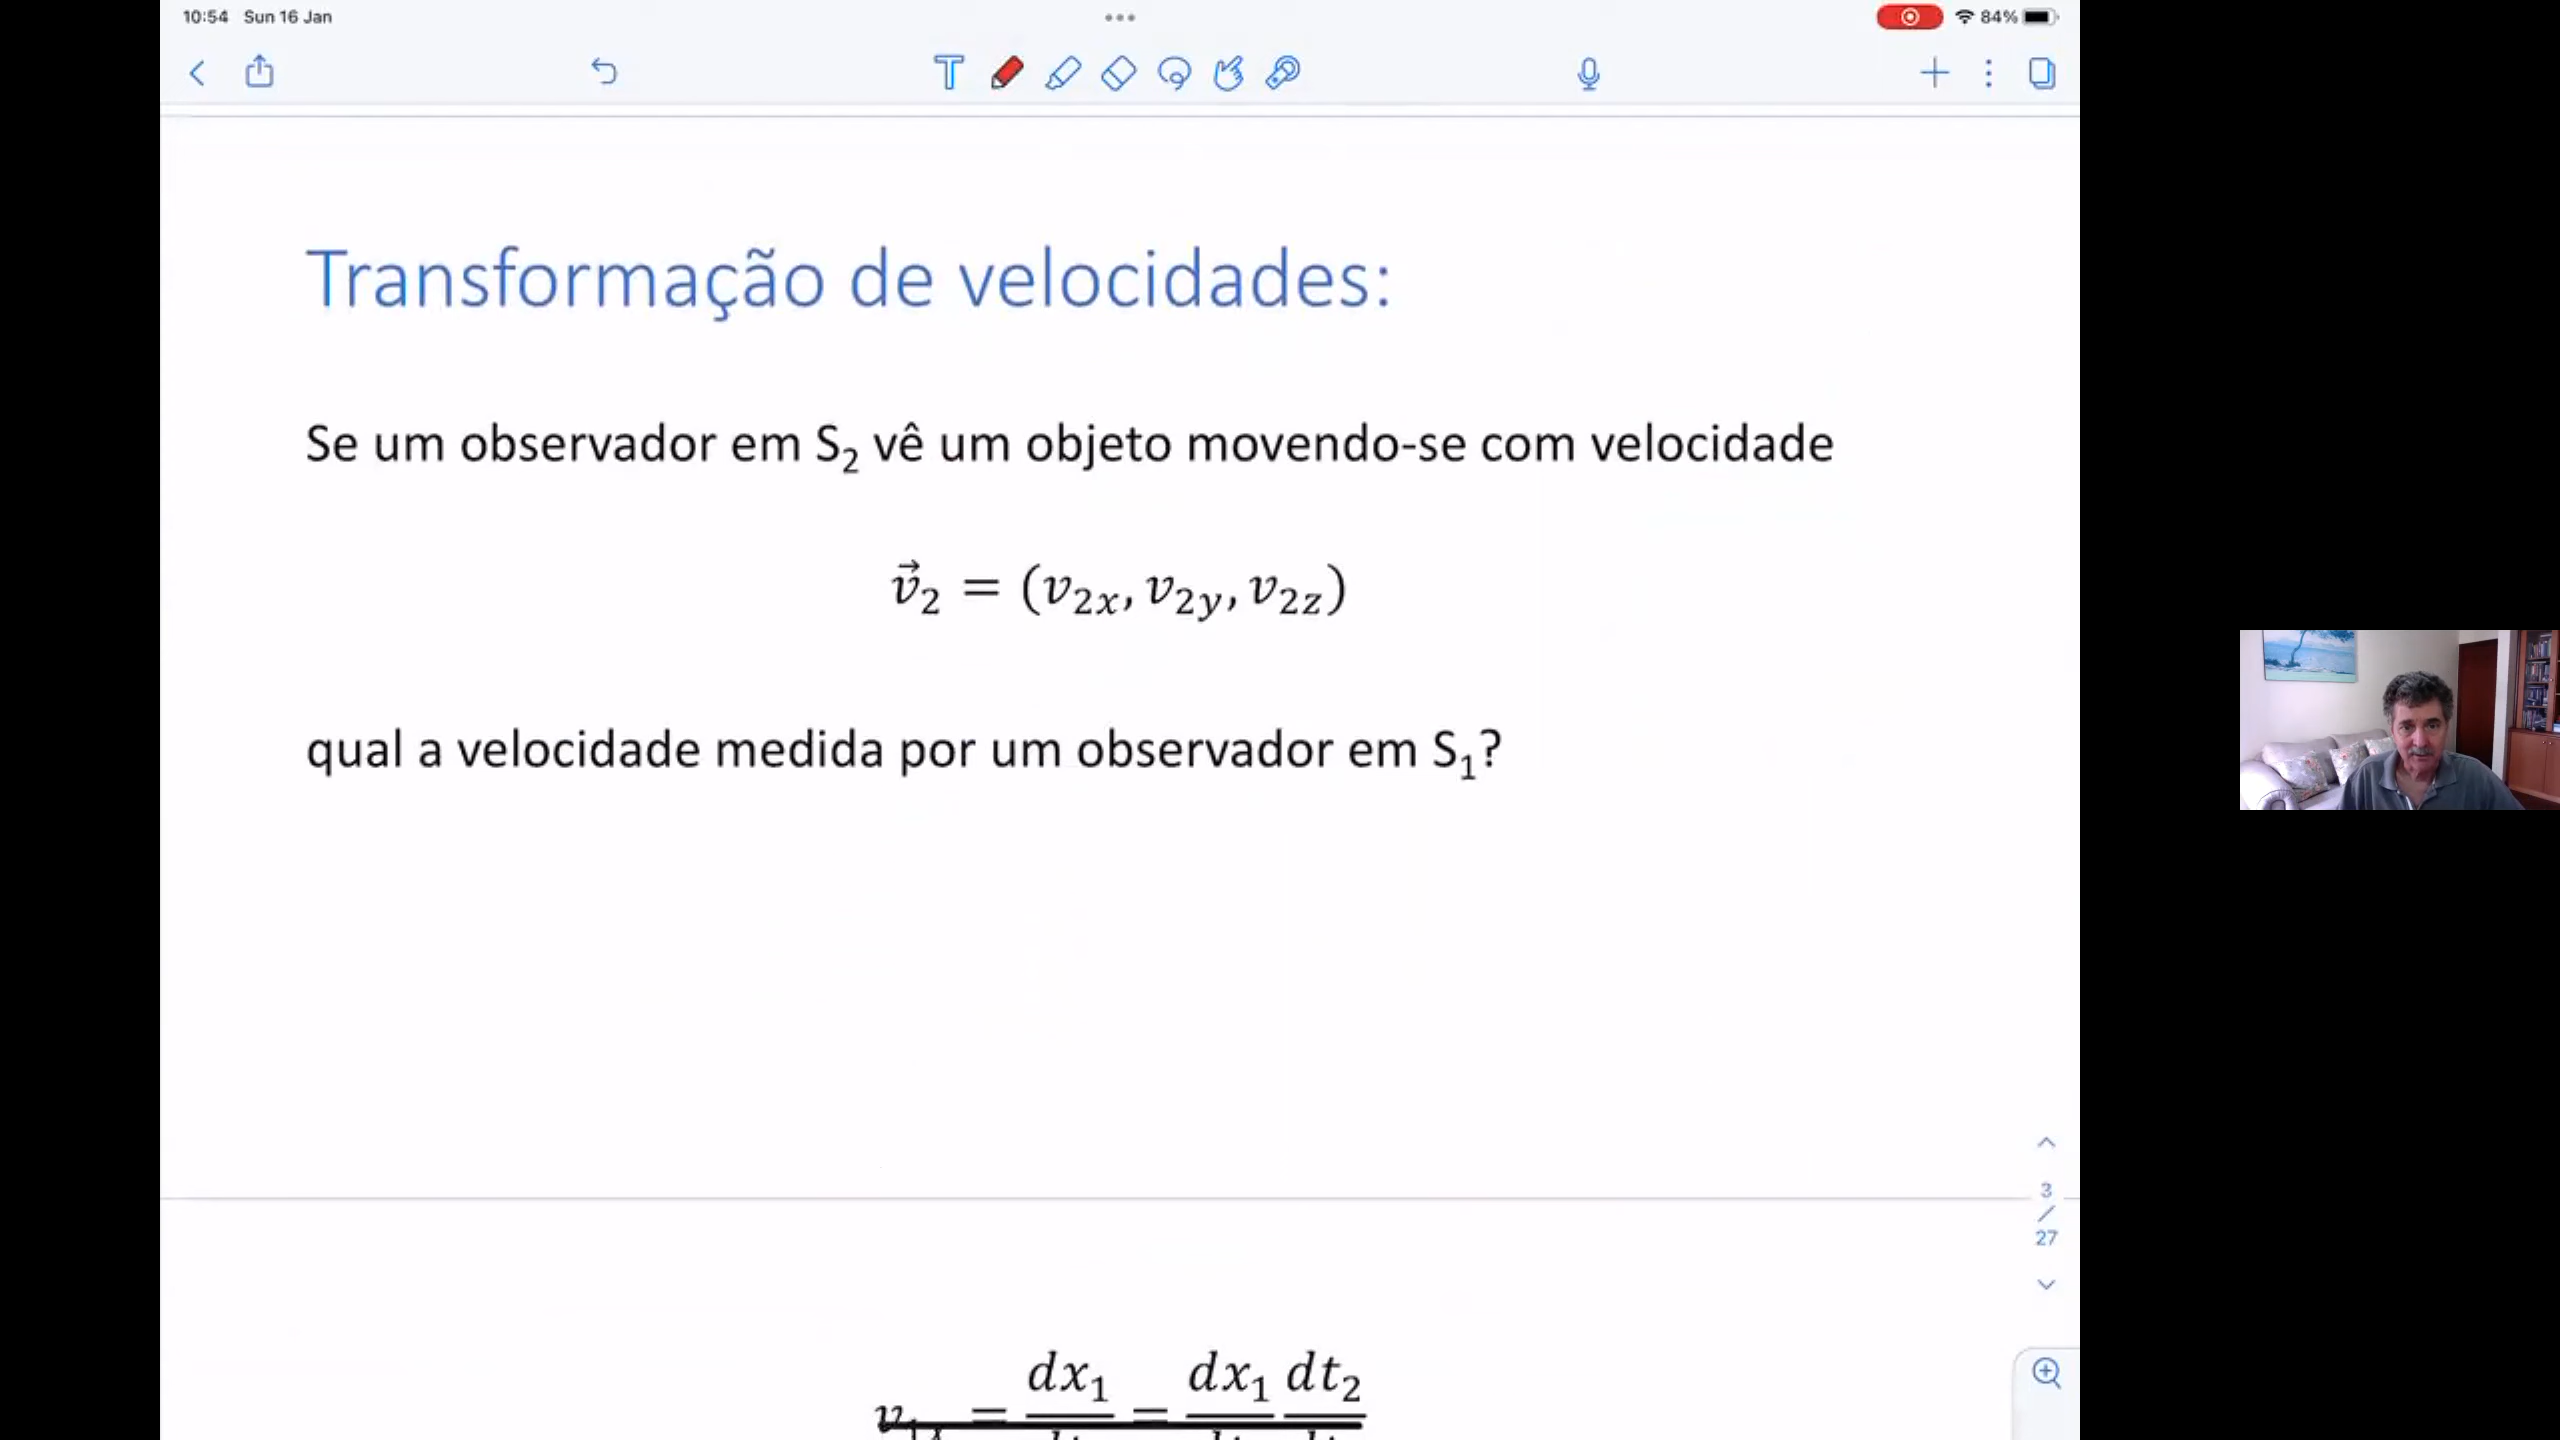 10:54 Sun 16 Jan
84%
Transformação de velocidades:
Se um observador em S₂ vê um objeto movendo-se com velocidade
v⃗₂ = (v₂ₓ, v₂y, v₂z)
qual a velocidade medida por um observador em S₁?
3
/
27
dx₁ dx₁ dt₂
= =